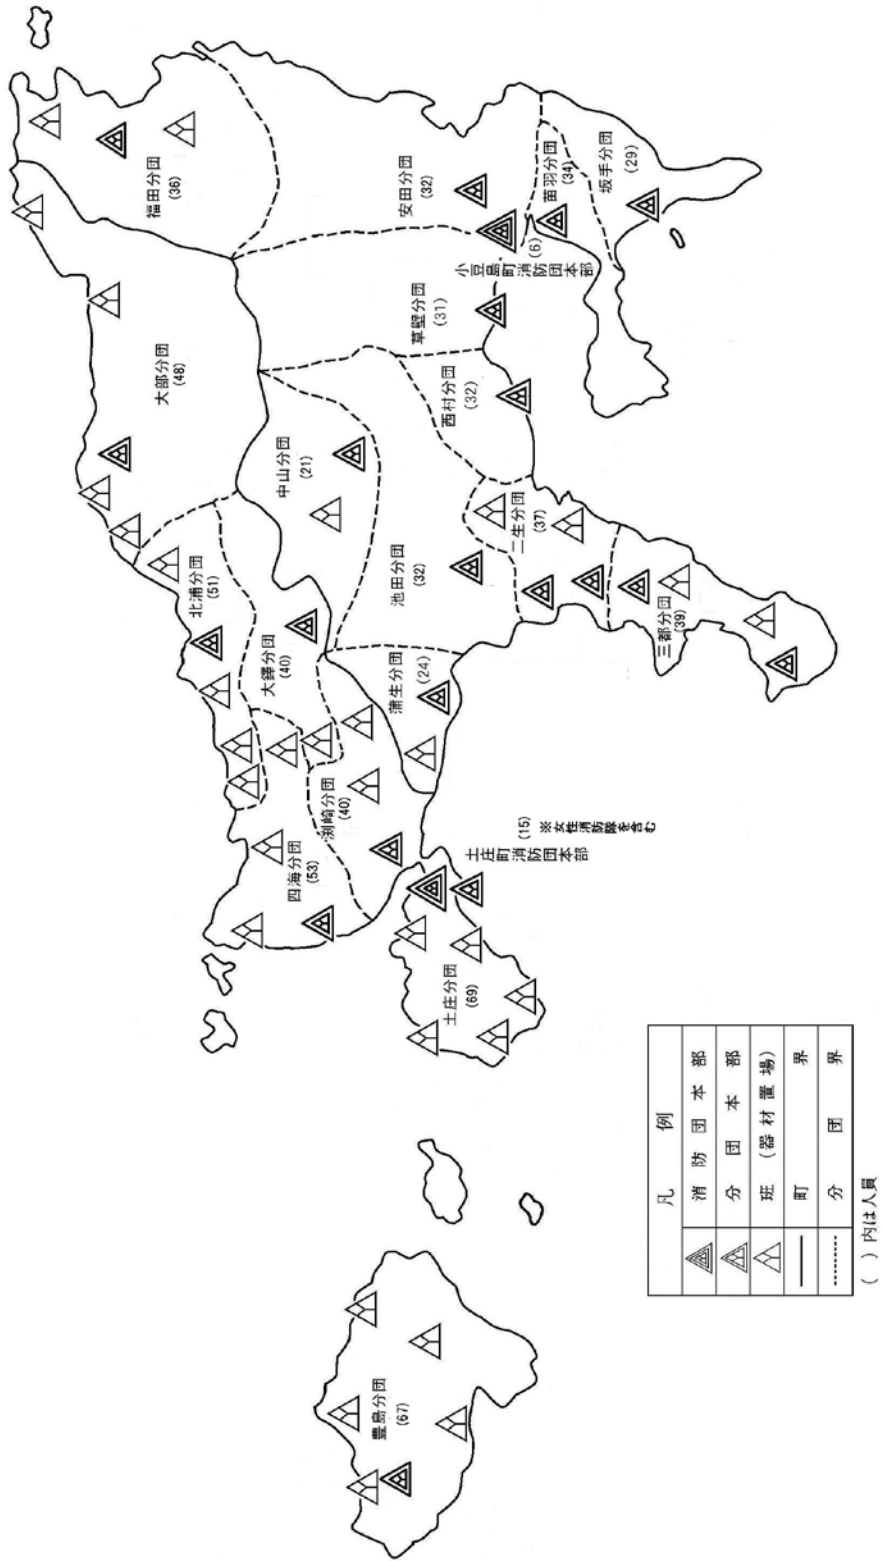 福田分団
(36)
大部分団
(48)
北浦分団
(51)
大鐸分団
(40)
四海分団
(53)
渕崎分団
(40)
土庄分団
(69)
豊島分団
(67)
土庄町消防団本部
(15)
※女性消防隊を含む
安田分団
(32)
苗羽分団
(34)
坂手分団
(29)
小豆島町消防団本部
(6)
草壁分団
(31)
西村分団
(32)
中山分団
(21)
池田分団
(32)
蒲生分団
(24)
二生分団
(37)
三都分団
(39)
凡例
消防団本部
分団本部
班(器材置場)
町界
分団界
( )内は人員